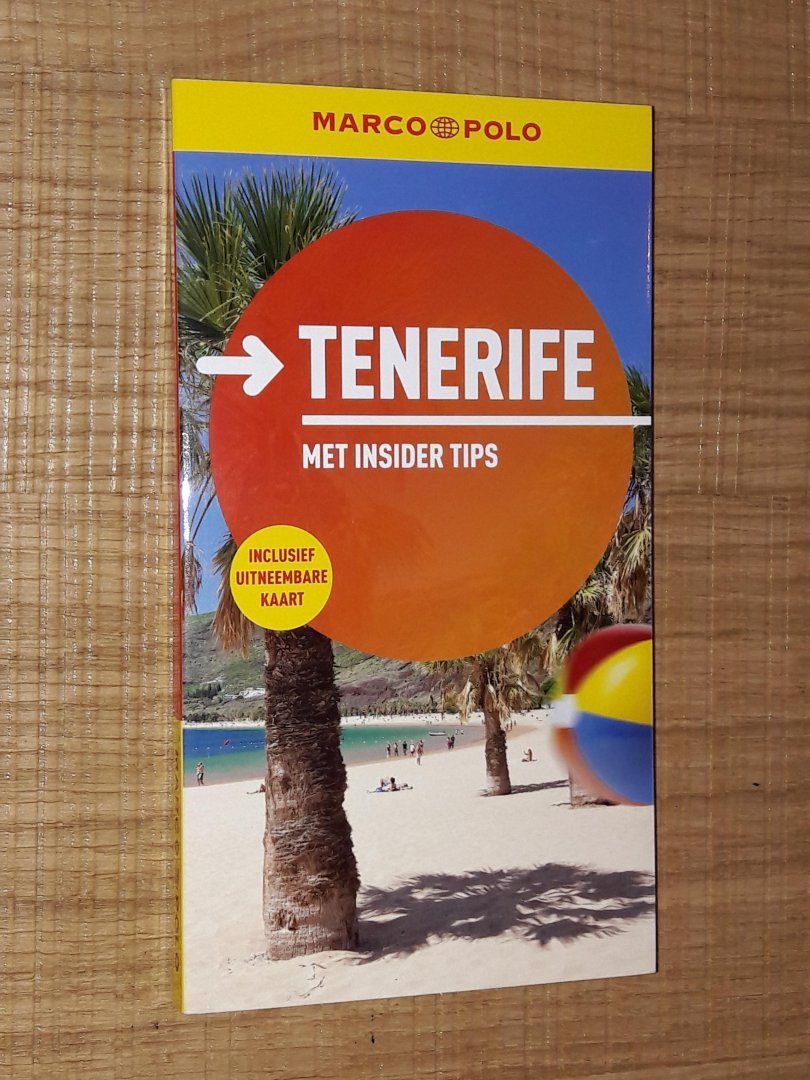 MARCO POLO
TENERIFE
MET INSIDER TIPS
INCLUSIEF
UITNEEMBARE
KAART